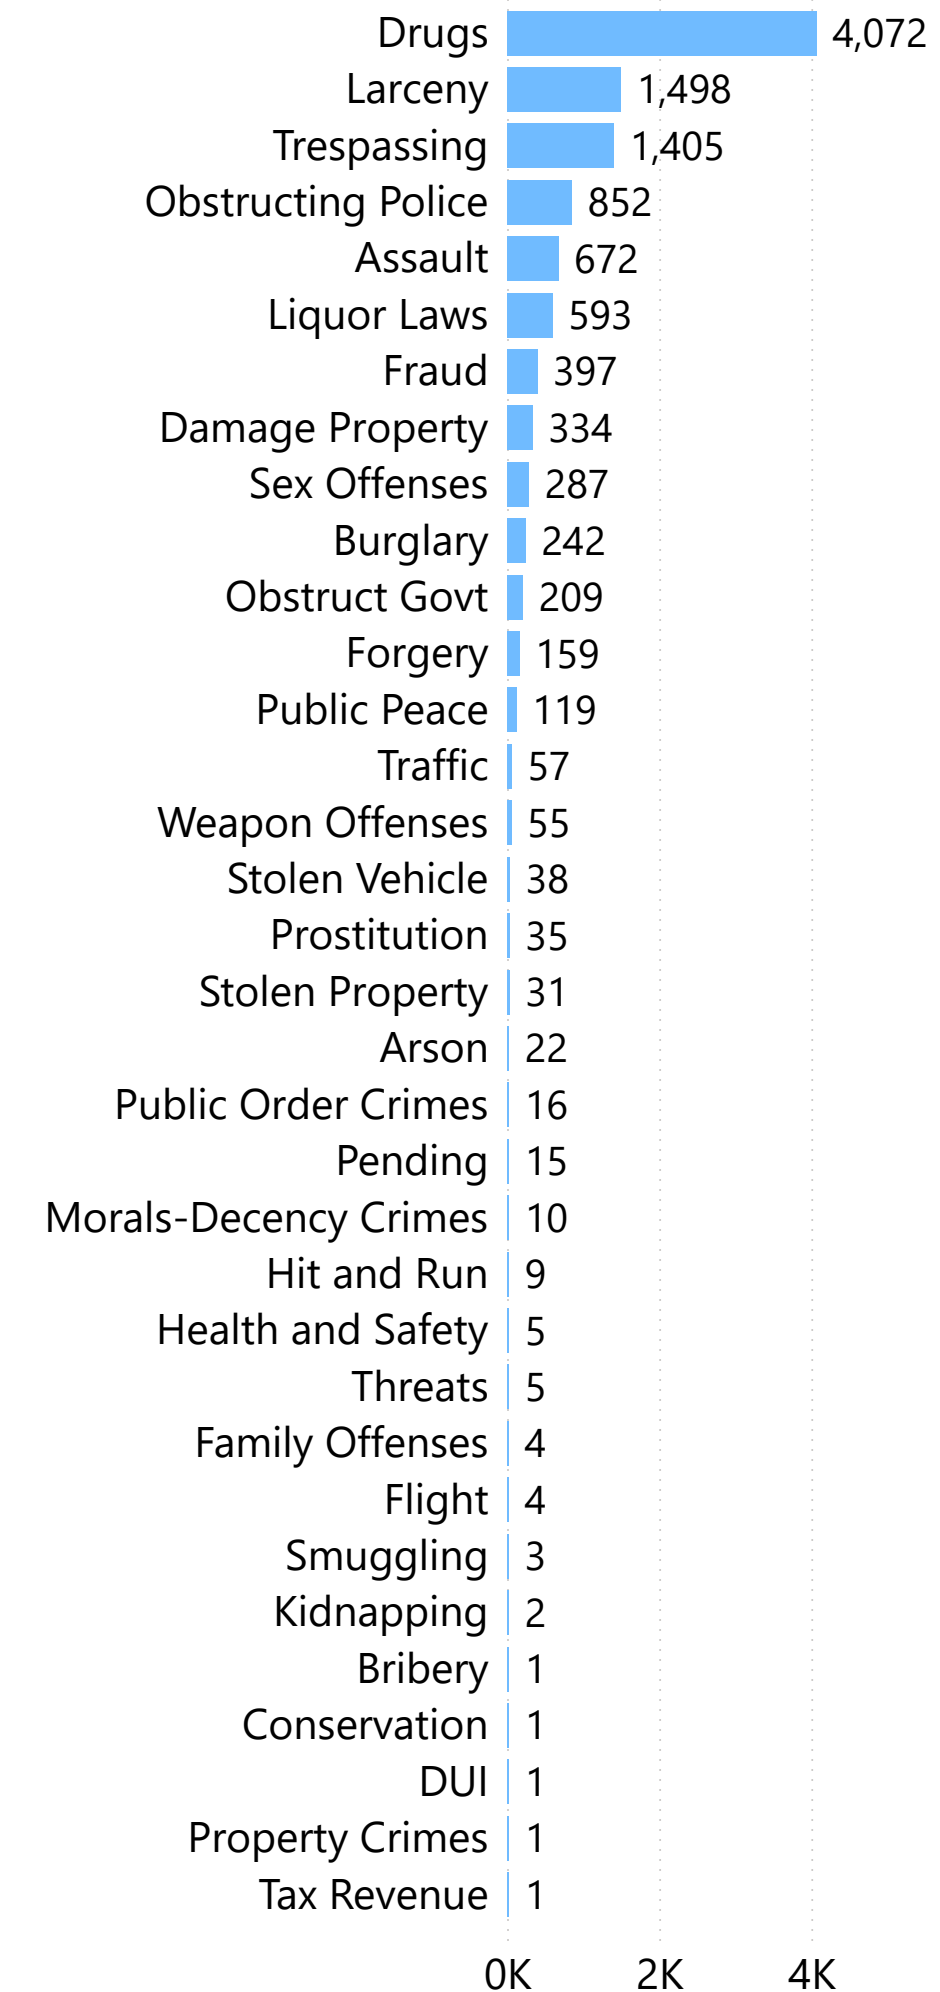 Drugs 4,072
Larceny 1,498
Trespassing 1,405
Obstructing Police 852
Assault 672
Liquor Laws 593
Fraud 397
Damage Property 334
Sex Offenses 287
Burglary 242
Obstruct Govt 209
Forgery 159
Public Peace 119
Traffic 57
Weapon Offenses 55
Stolen Vehicle 38
Prostitution 35
Stolen Property 31
Arson 22
Public Order Crimes 16
Pending 15
Morals-Decency Crimes 10
Hit and Run 9
Health and Safety 5
Threats 5
Family Offenses 4
Flight 4
Smuggling 3
Kidnapping 2
Bribery 1
Conservation 1
DUI 1
Property Crimes 1
Tax Revenue 1
0K 2K 4K